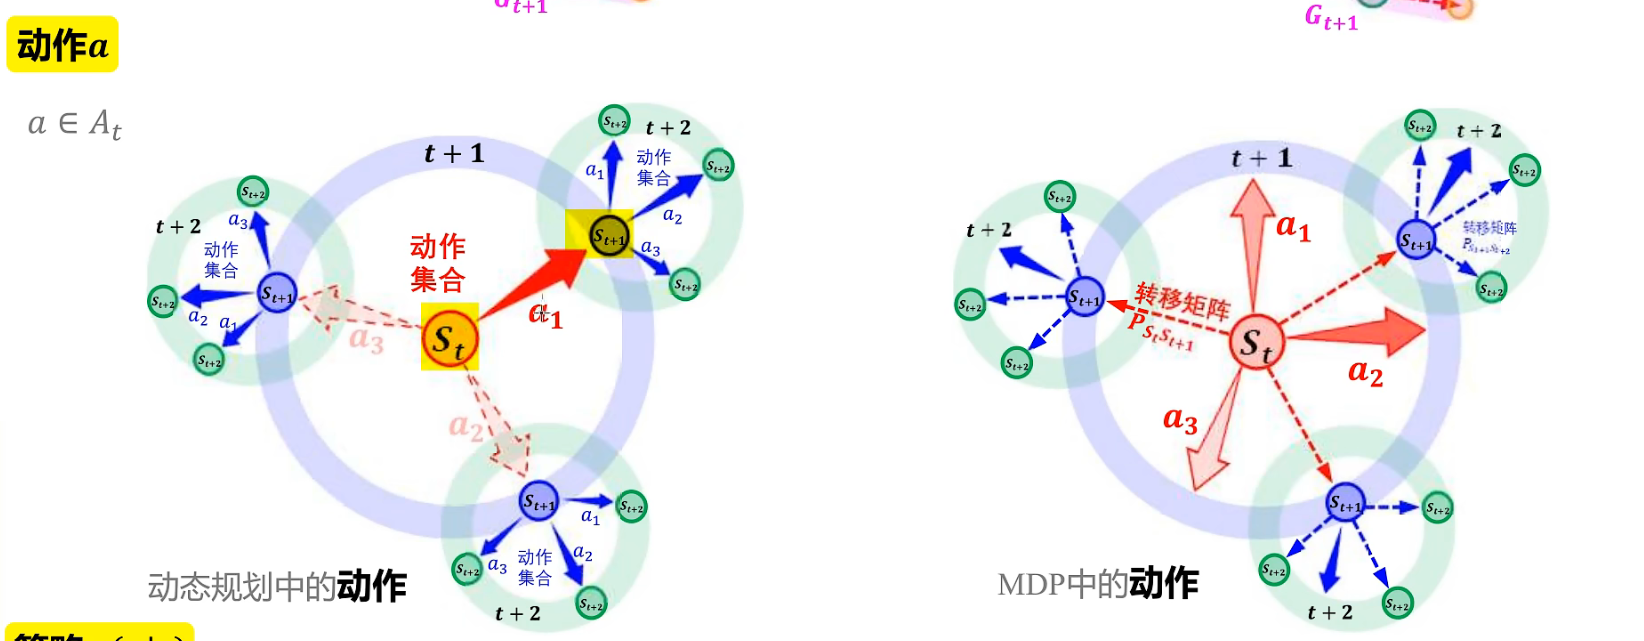 G_{t+1}
G_{t+1}
动作a
a ∈ A_t
t + 1
S_{t+2}
t + 2
动作
集合
a_1
S_{t+2}
a_2
a_3
S_{t+2}
S_{t+1}
S_{t+2}
t + 2
a_3
动作
集合
S_{t+1}
S_{t+2}
a_2
a_1
S_{t+2}
动作
集合
a_1
S_t
a_3
a_2
S_{t+1}
a_1
S_{t+2}
a_2
S_{t+2}
a_3
动作
集合
S_{t+2}
t + 2
动态规划中的动作
t + 1
S_{t+2}
t + 2
S_{t+2}
转移矩阵
P_{S_{t+1}S_{t+2}}
S_{t+1}
S_{t+2}
S_{t+2}
t + 2
S_{t+1}
S_{t+2}
S_{t+2}
a_1
转移矩阵
P_{S_tS_{t+1}}
S_t
a_2
a_3
S_{t+1}
S_{t+2}
S_{t+2}
S_{t+2}
t + 2
MDP中的动作